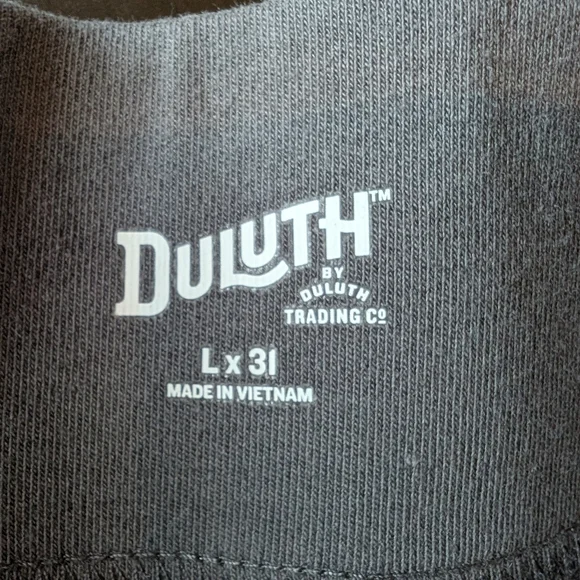 DULUTH™
BY
DULUTH
TRADING Co
L x 31
MADE IN VIETNAM